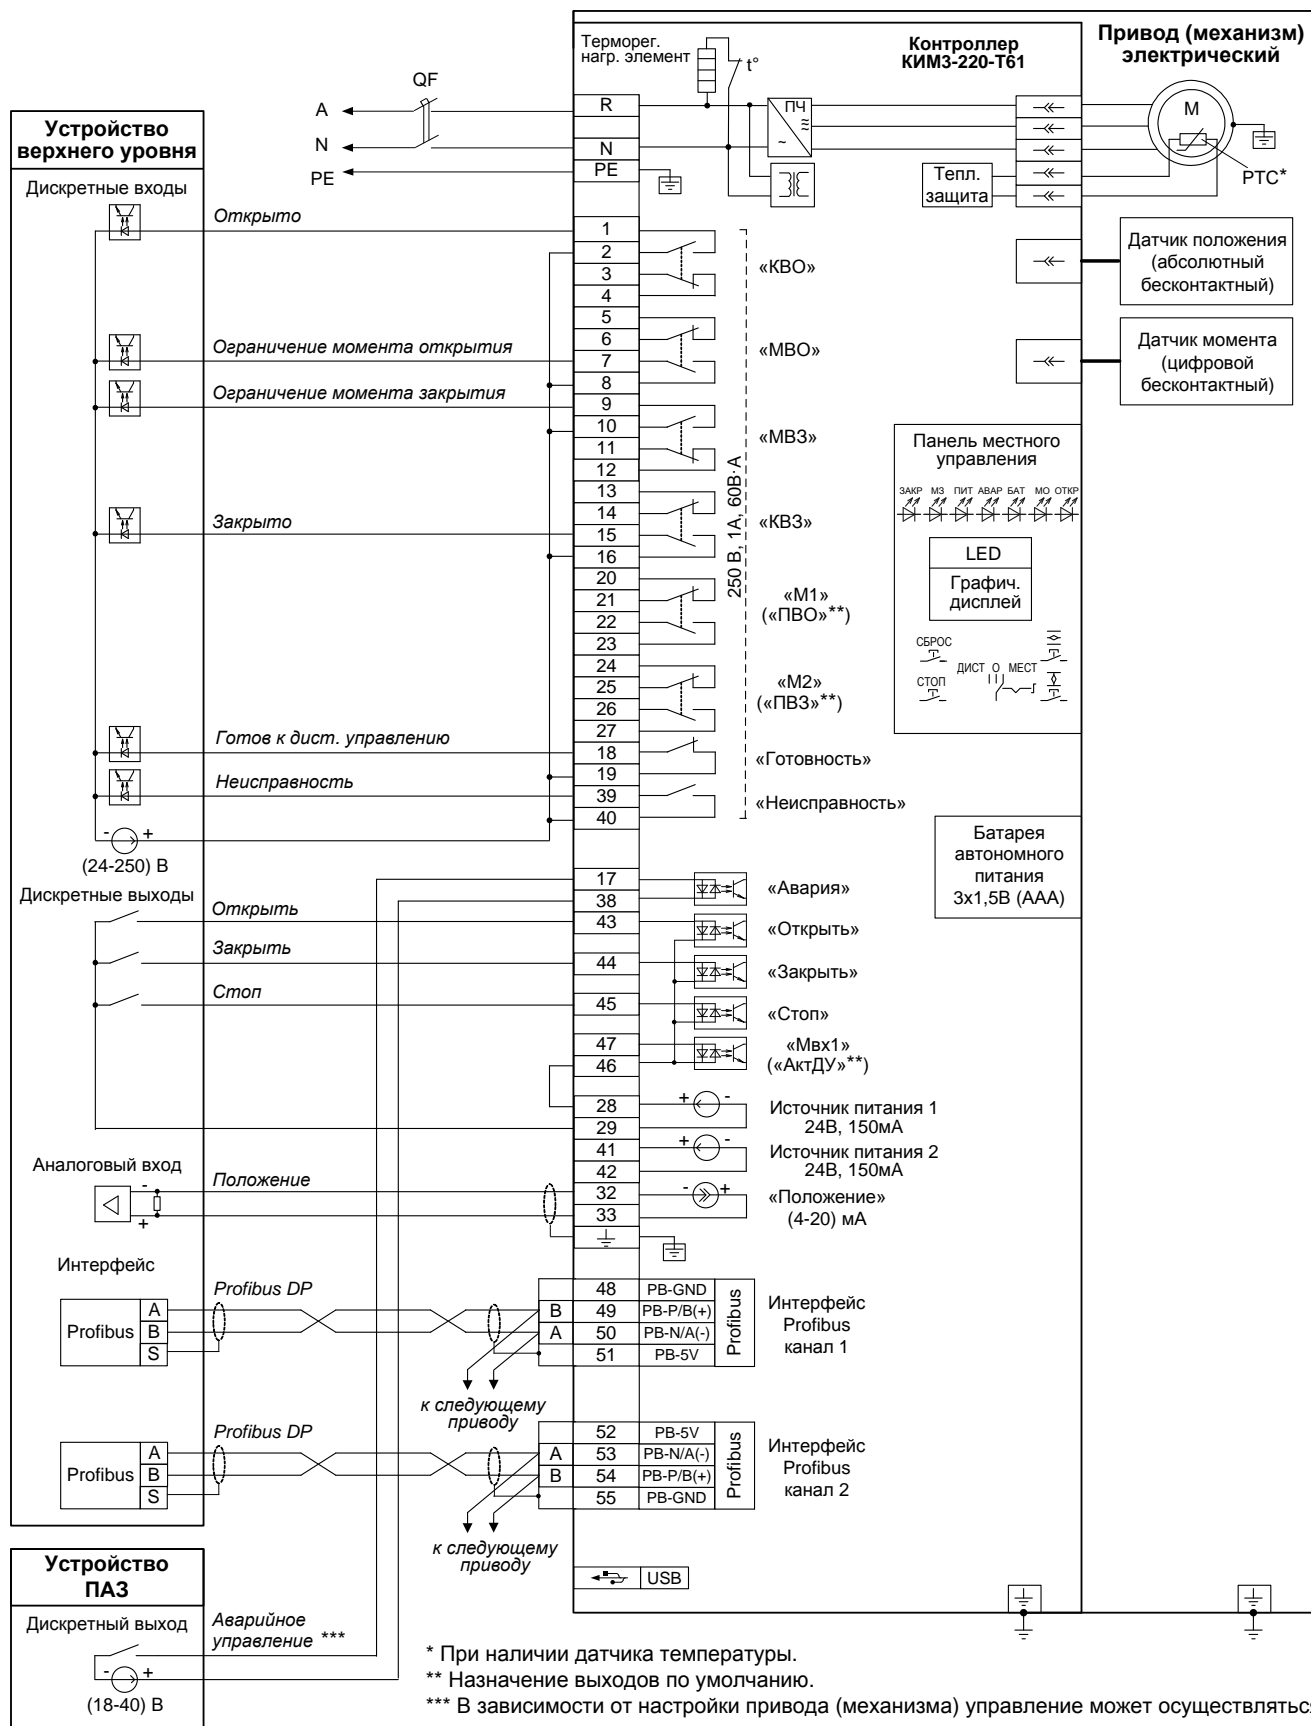 Терморег.
нагр. элемент
t°
Контроллер
КИМ3-220-Т61
Привод (механизм)
электрический
QF
A
N
PE
R
N
PE
ПЧ
≈
~
M
Тепл.
защита
PTC*
Устройство
верхнего уровня
Дискретные входы
Открыто
1
2
3
4
«КВО»
Датчик положения
(абсолютный
бесконтактный)
5
6
7
8
Ограничение момента открытия
«МВО»
Датчик момента
(цифровой
бесконтактный)
Ограничение момента закрытия
9
10
11
12
«МВЗ»
250 В, 1А, 60В·А
Панель местного
управления
ЗАКР МЗ ПИТ АВАР БАТ МО ОТКР
13
14
15
16
Закрыто
«КВЗ»
LED
Графич.
дисплей
20
21
22
23
«М1»
(«ПВО»**)
СБРОС
СТОП
ДИСТ О МЕСТ
24
25
26
27
«М2»
(«ПВЗ»**)
Готов к дист. управлению
18
19
«Готовность»
Неисправность
39
40
«Неисправность»
- +
(24-250) В
Батарея
автономного
питания
3х1,5В (ААА)
Дискретные выходы
17
38
«Авария»
Открыть
43
«Открыть»
Закрыть
44
«Закрыть»
Стоп
45
«Стоп»
47
46
«Мвх1»
(«АктДУ»**)
28
29
+ -
Источник питания 1
24В, 150мА
41
42
+ -
Источник питания 2
24В, 150мА
Аналоговый вход
-
+
Положение
32
33
- +
«Положение»
(4-20) мА
Интерфейс
Profibus DP
Profibus
A
B
S
B
A
48 PB-GND
49 PB-P/B(+)
50 PB-N/A(-)
51 PB-5V
Profibus
Интерфейс
Profibus
канал 1
к следующему
приводу
Profibus DP
Profibus
A
B
S
A
B
52 PB-5V
53 PB-N/A(-)
54 PB-P/B(+)
55 PB-GND
Profibus
Интерфейс
Profibus
канал 2
к следующему
приводу
USB
Устройство
ПАЗ
Дискретный выход
Аварийное
управление ***
- +
(18-40) В
* При наличии датчика температуры.
** Назначение выходов по умолчанию.
*** В зависимости от настройки привода (механизма) управление может осуществляться